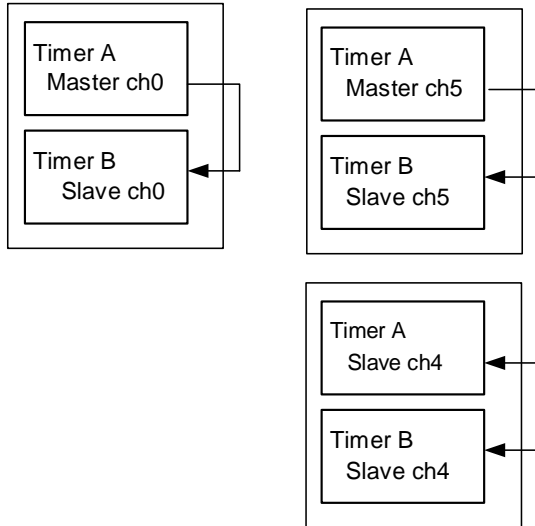 Timer A
Master ch0
Timer B
Slave ch0
Timer A
Master ch5
Timer B
Slave ch5
Timer A
Slave ch4
Timer B
Slave ch4